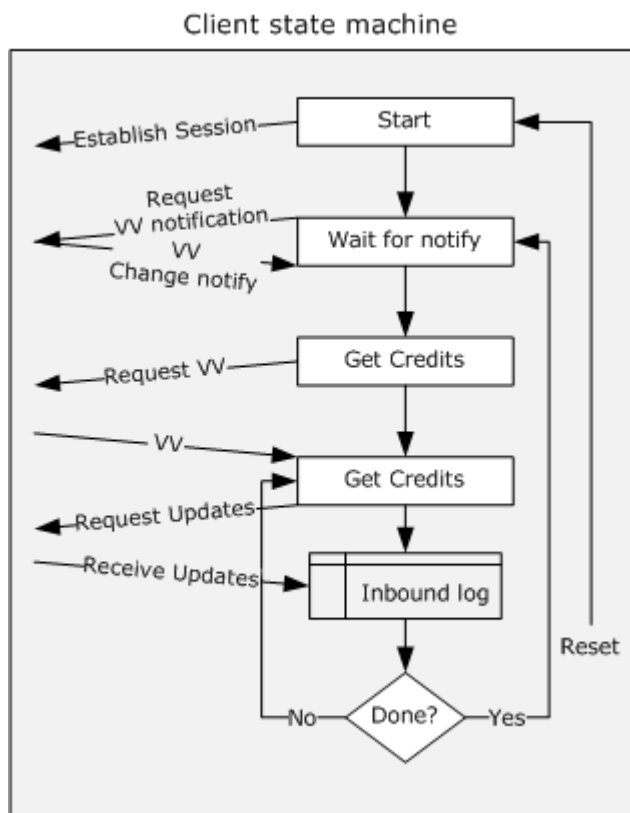 Client state machine
Start
Establish Session
Request
VV notification
VV
Change notify
Wait for notify
Get Credits
Request VV
VV
Get Credits
Request Updates
Receive Updates
Inbound log
Reset
No
Done?
Yes